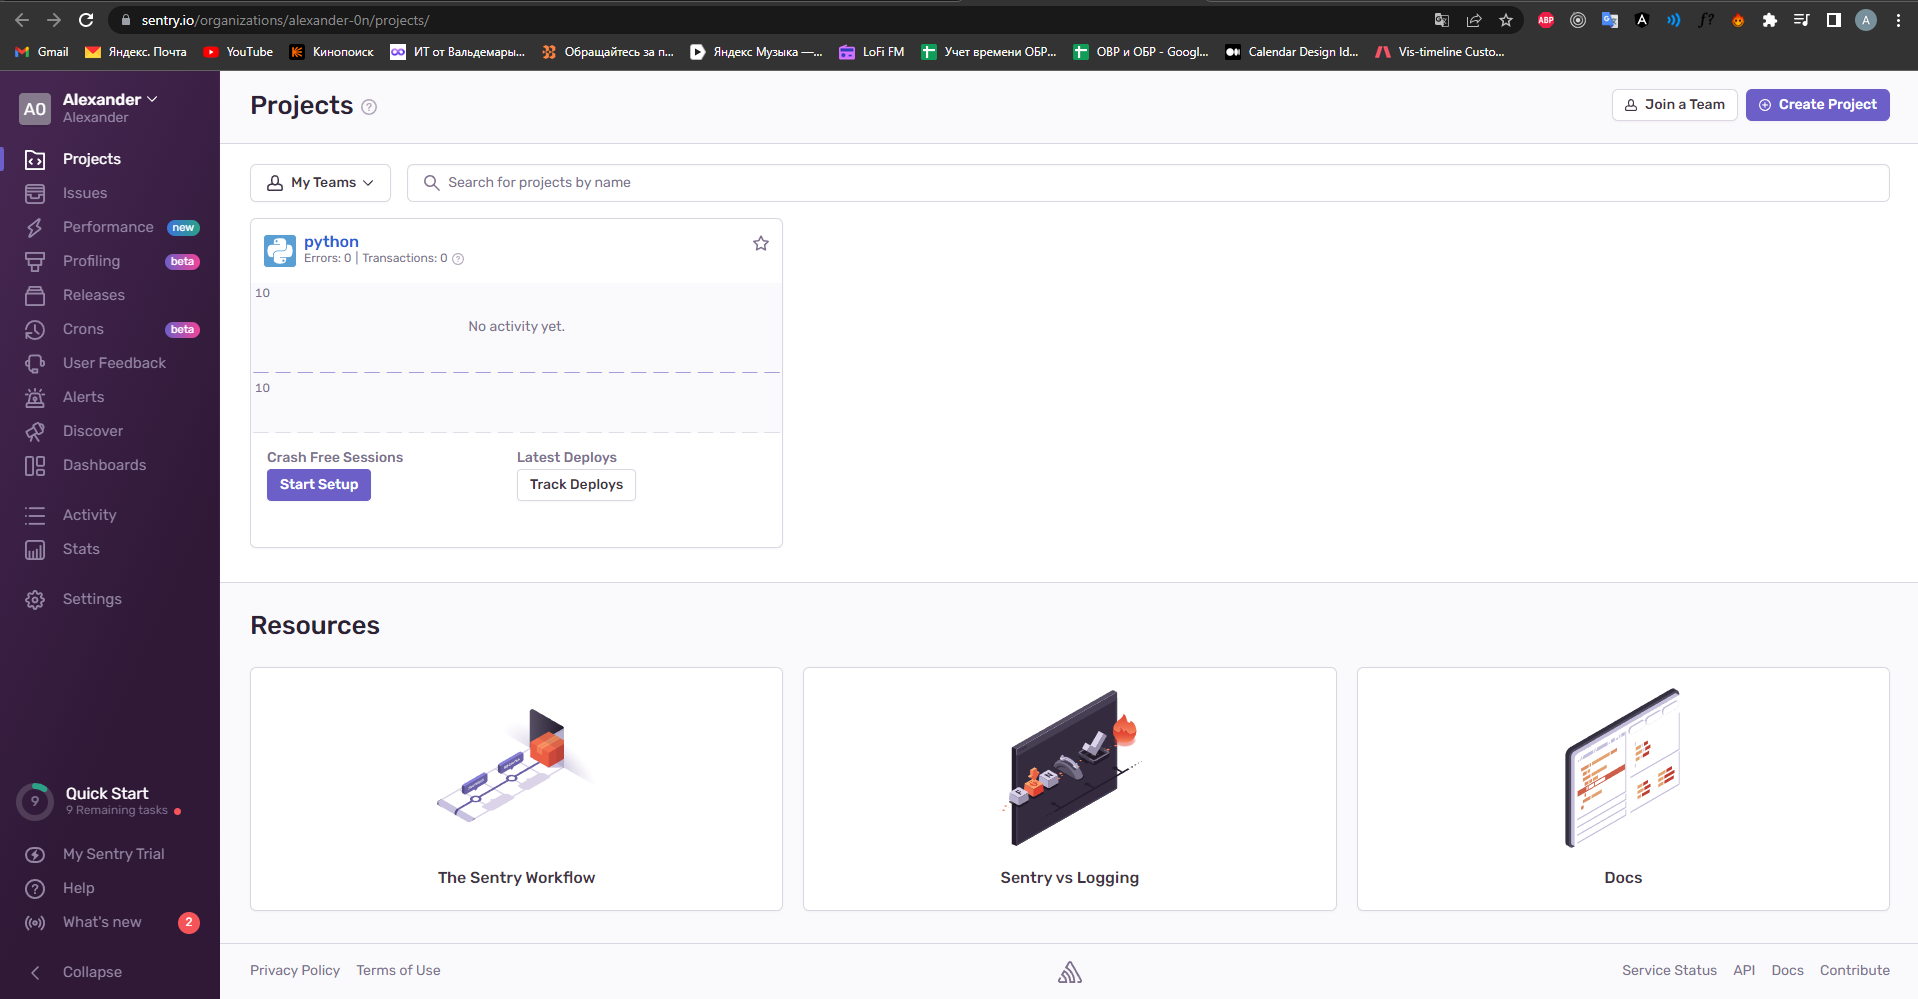 sentry.io/organizations/alexander-0n/projects/
Gmail
Яндекс. Почта
YouTube
Кинопоиск
ИТ от Вальдемары...
Обращайтесь за п...
Яндекс Музыка —...
LoFi FM
Учет времени ОБР...
ОВР и ОБР - Googl...
Calendar Design Id...
Vis-timeline Custo...
ABP
f?
A
A0
Alexander
Alexander
Projects
Issues
Performance new
Profiling beta
Releases
Crons beta
User Feedback
Alerts
Discover
Dashboards
Activity
Stats
Settings
9
Quick Start
9 Remaining tasks
My Sentry Trial
Help
What's new 2
Collapse
Projects
Join a Team
Create Project
My Teams
Search for projects by name
python
Errors: 0 | Transactions: 0
10
No activity yet.
10
Crash Free Sessions
Start Setup
Latest Deploys
Track Deploys
Resources
The Sentry Workflow
Sentry vs Logging
Docs
Privacy Policy
Terms of Use
Service Status
API
Docs
Contribute